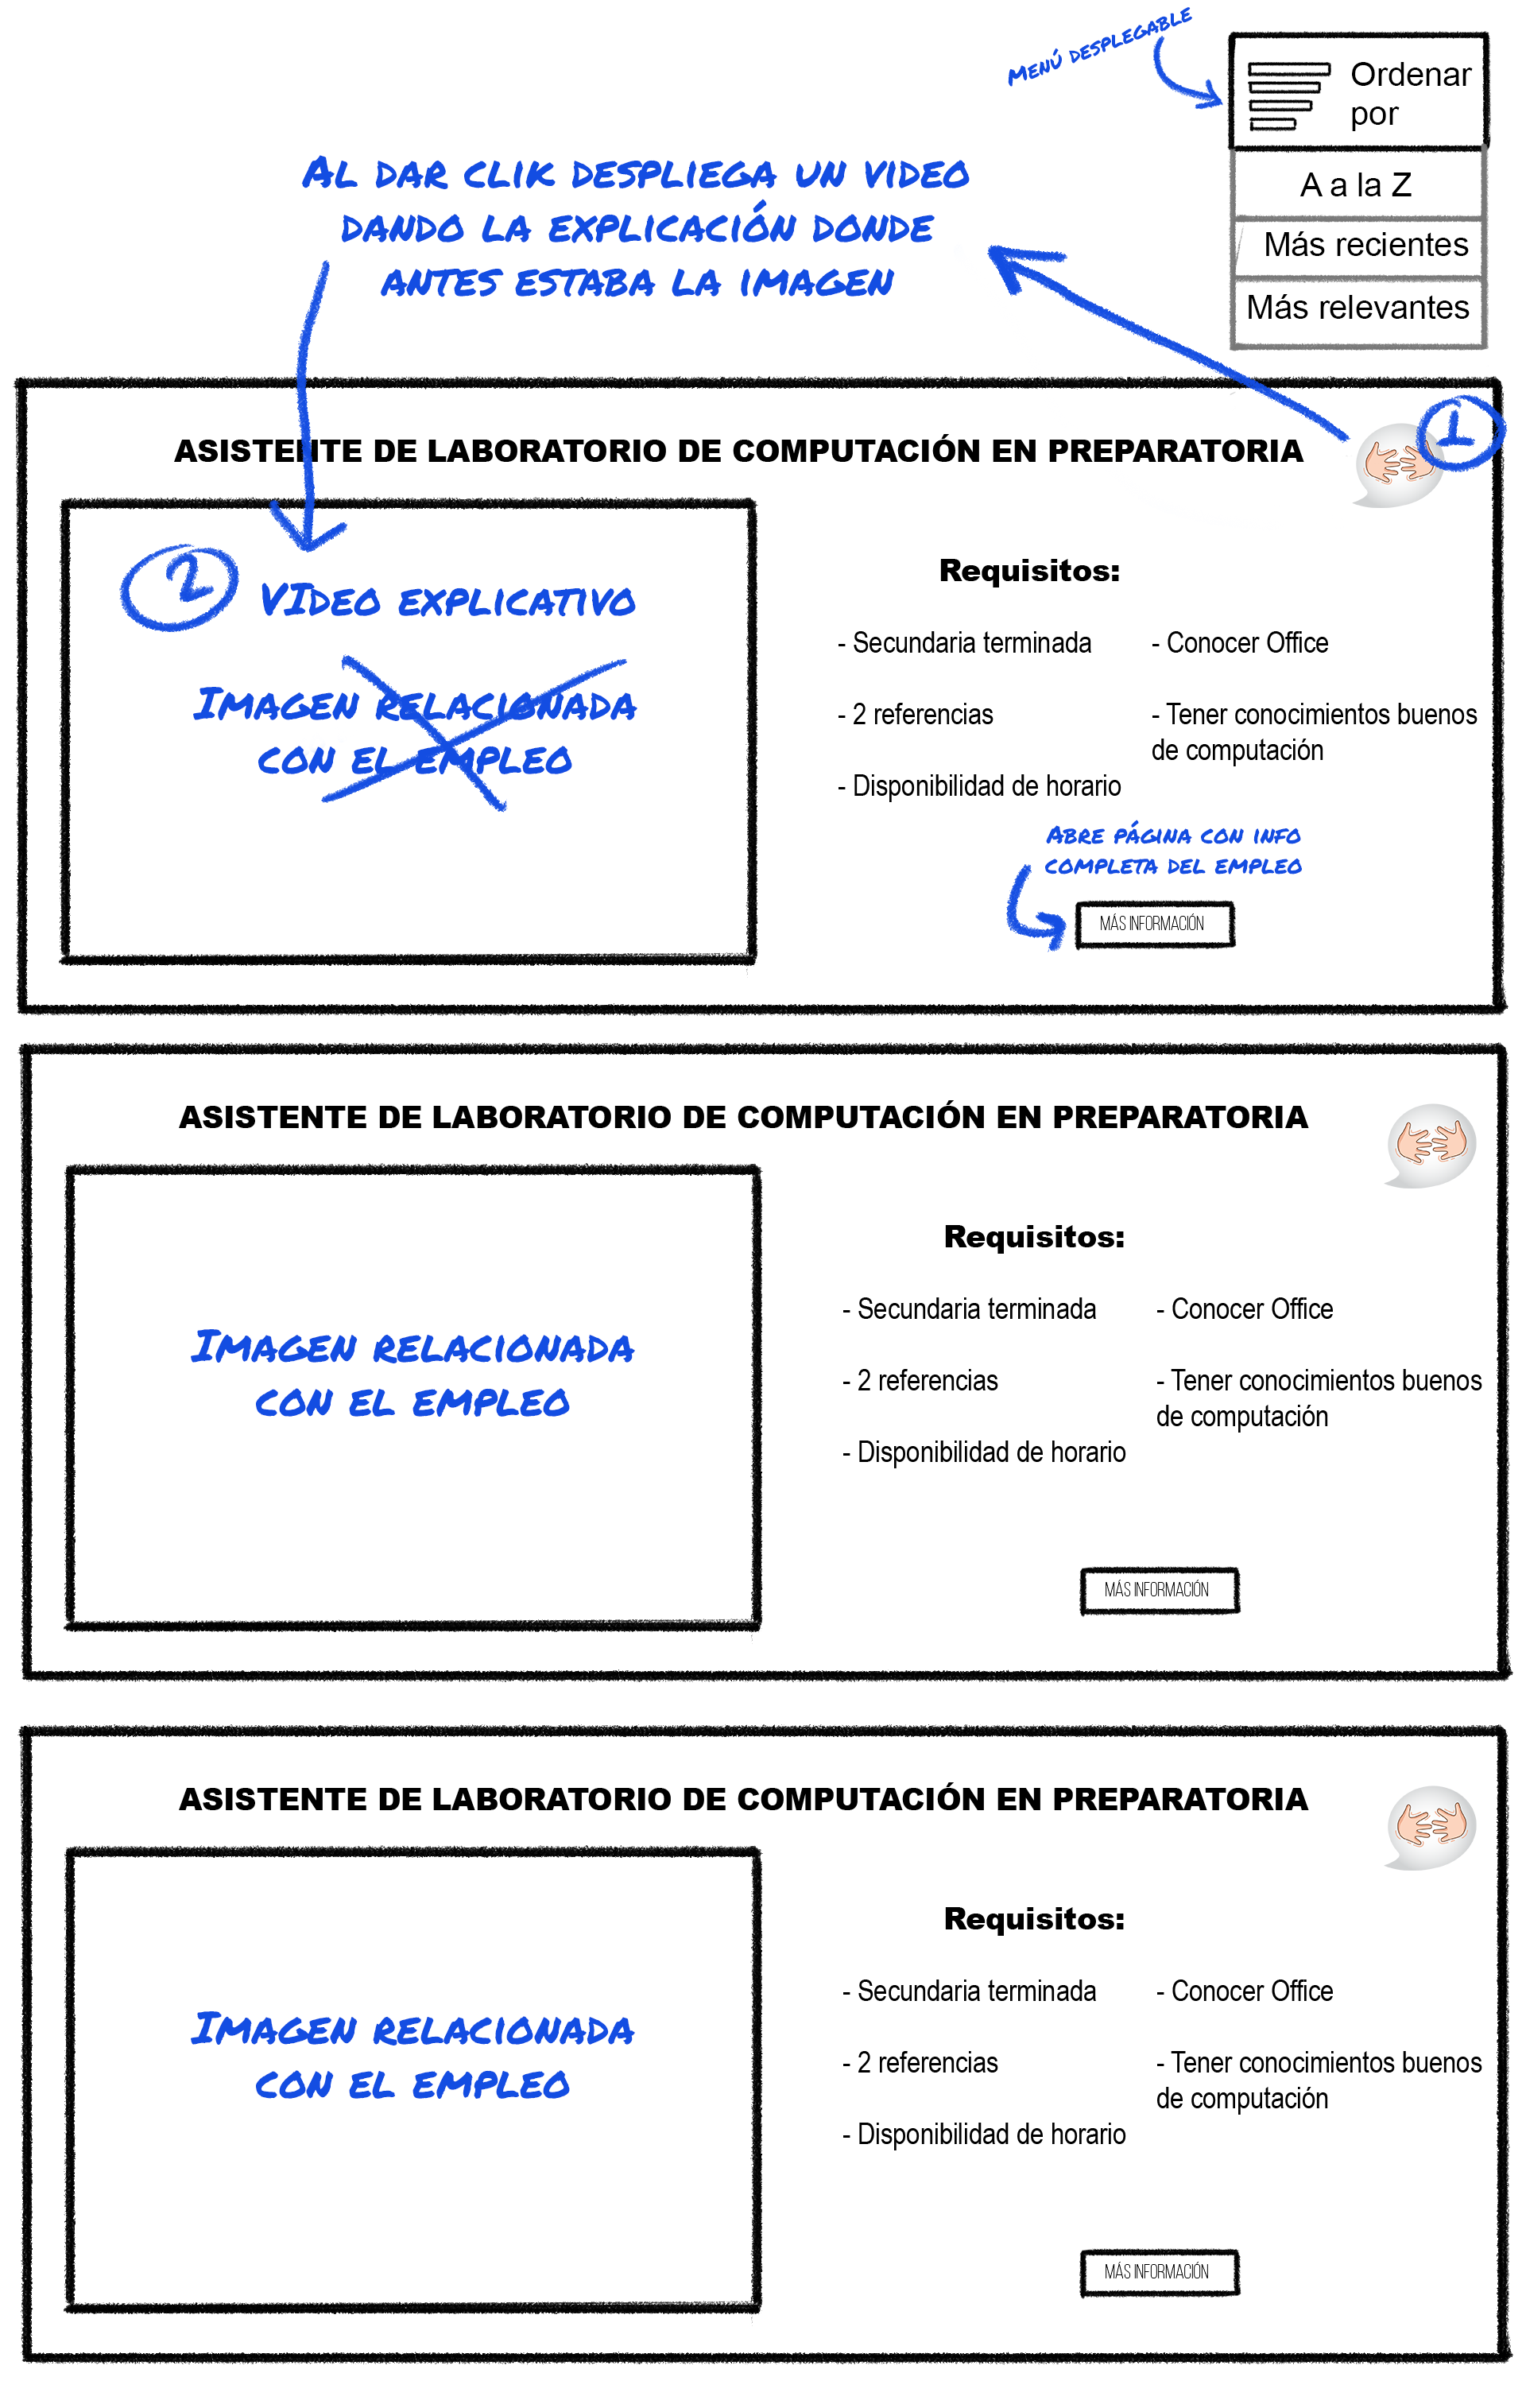 Menú desplegable
Ordenar
por
A a la Z
Más recientes
Más relevantes
Al dar clik despliega un video
dando la explicación donde
antes estaba la imagen
1
ASISTENTE DE LABORATORIO DE COMPUTACIÓN EN PREPARATORIA
2
Video explicativo
Imagen relacionada
con el empleo
Requisitos:
- Secundaria terminada
- 2 referencias
- Disponibilidad de horario
- Conocer Office
- Tener conocimientos buenos
de computación
Abre página con info
completa del empleo
MÁS INFORMACIÓN
ASISTENTE DE LABORATORIO DE COMPUTACIÓN EN PREPARATORIA
Imagen relacionada
con el empleo
Requisitos:
- Secundaria terminada
- 2 referencias
- Disponibilidad de horario
- Conocer Office
- Tener conocimientos buenos
de computación
MÁS INFORMACIÓN
ASISTENTE DE LABORATORIO DE COMPUTACIÓN EN PREPARATORIA
Imagen relacionada
con el empleo
Requisitos:
- Secundaria terminada
- 2 referencias
- Disponibilidad de horario
- Conocer Office
- Tener conocimientos buenos
de computación
MÁS INFORMACIÓN